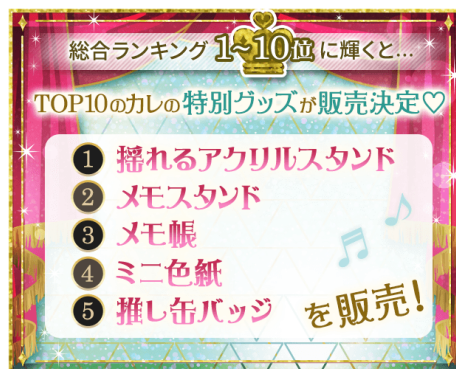 総合ランキング1~10位に輝くと...
TOP10のカレの特別グッズが販売決定♡
1 揺れるアクリルスタンド
2 メモスタンド
3 メモ帳
4 ミニ色紙
5 推し缶バッジ
を販売!